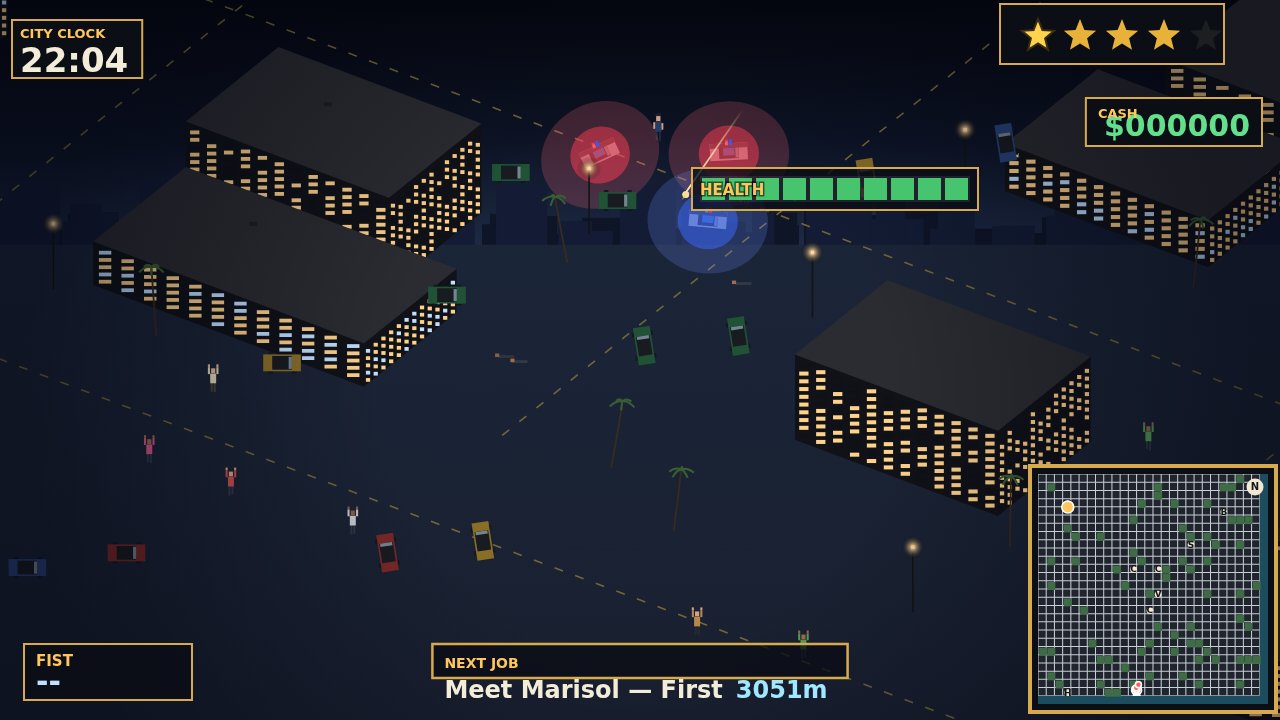 CITY CLOCK
22:04
CASH
$000000
HEALTH
N
FIST
--
NEXT JOB
Meet Marisol — First 3051m